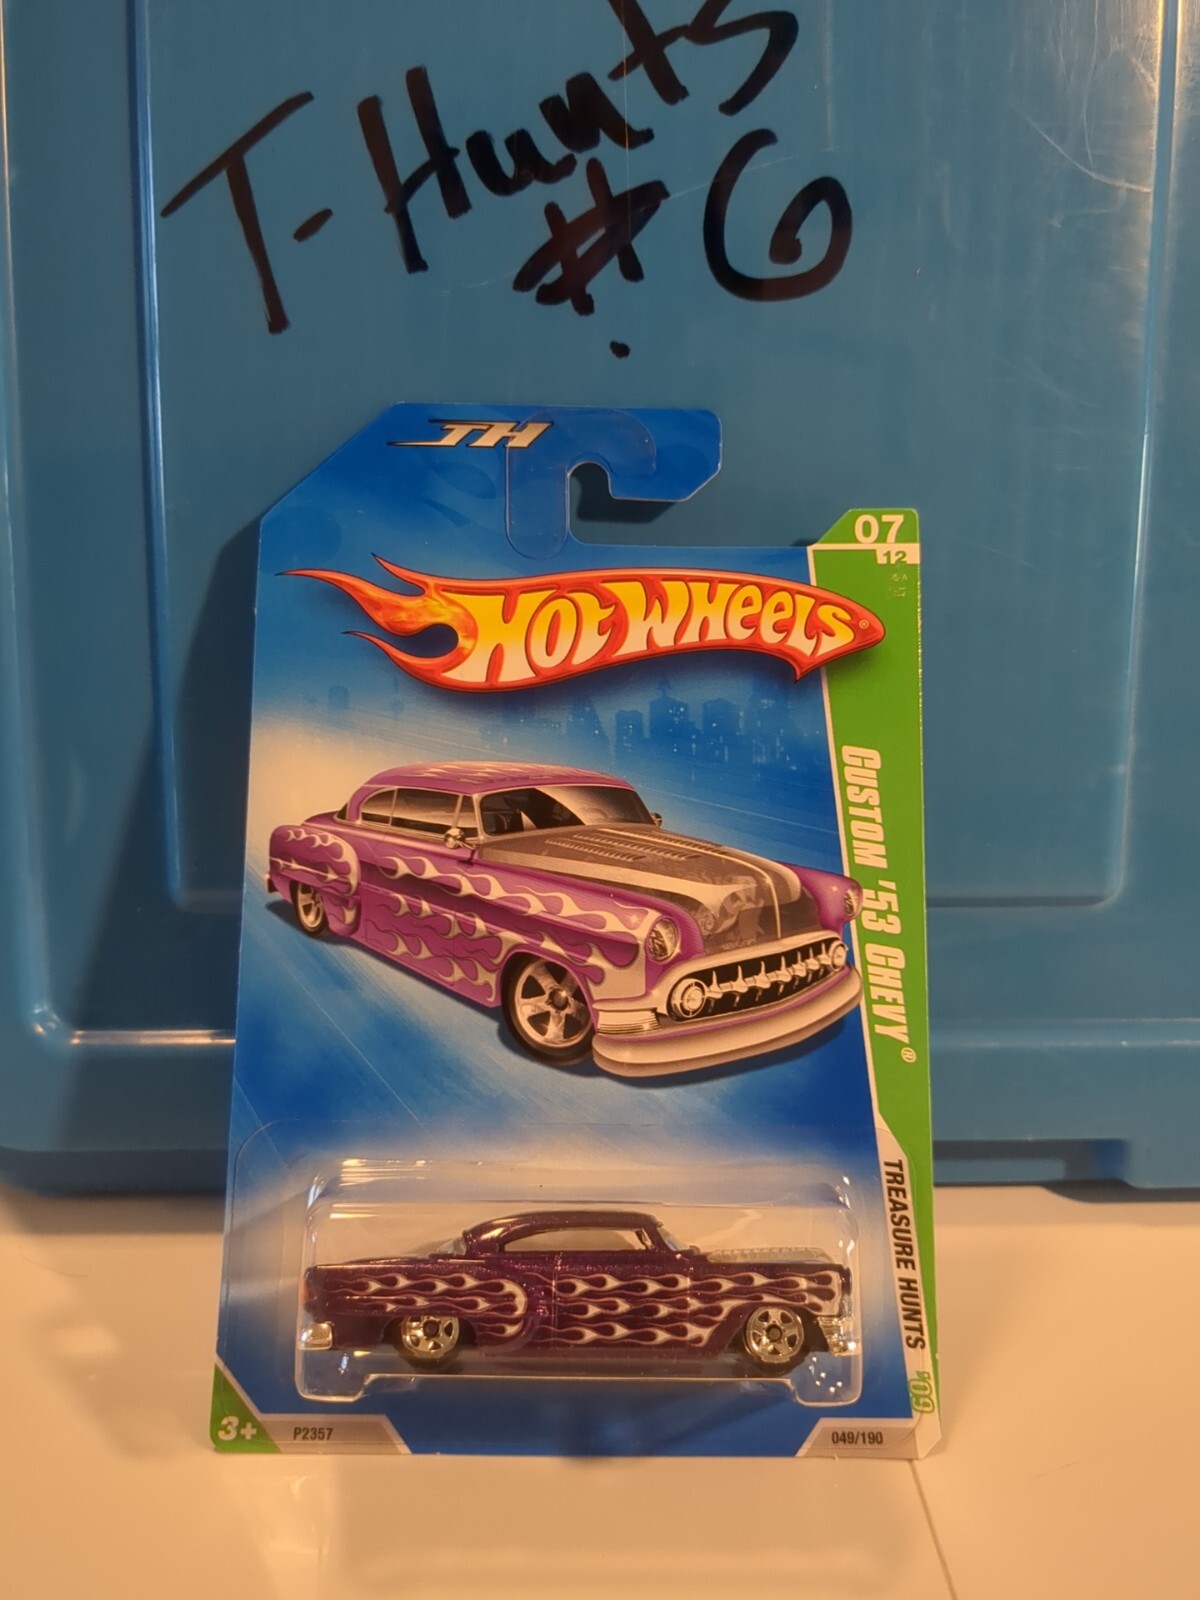 T-Hunts
#6
TH
07
12
HOT WHEELS®
CUSTOM '53 CHEVY®
TREASURE HUNTS
'09
3+
P2357
049/190